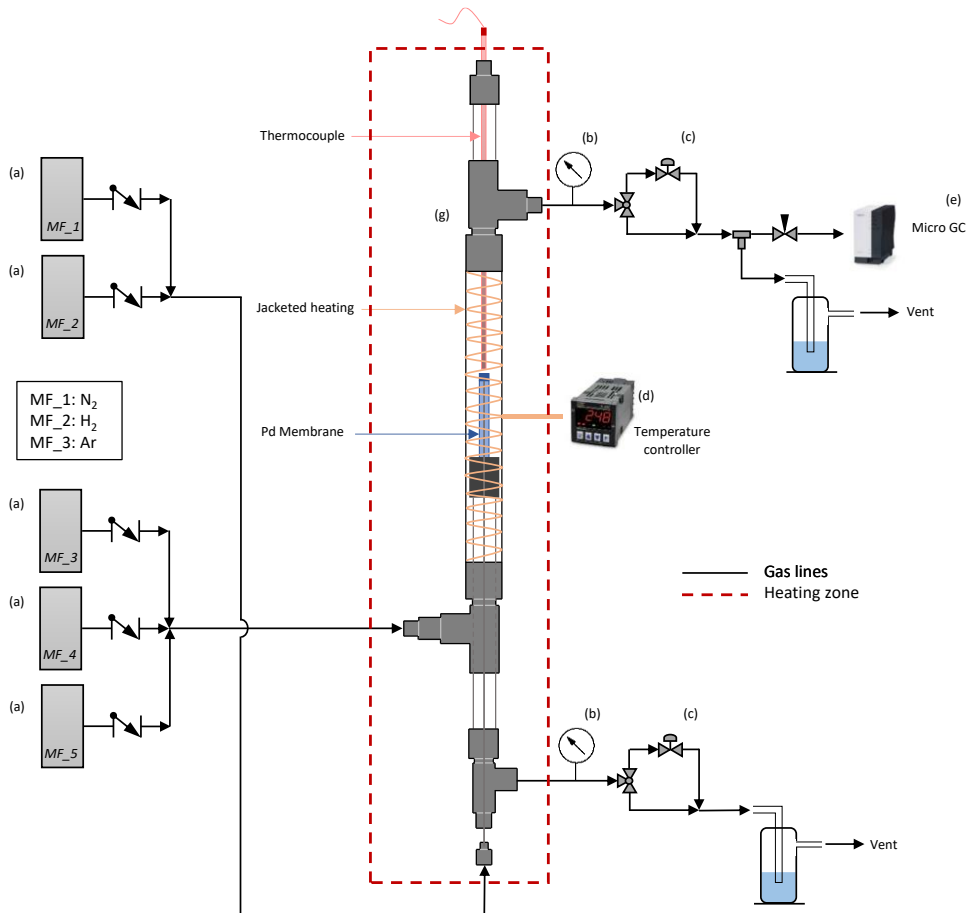 Thermocouple
(b)
(c)
(a)
MF_1
(g)
(e)
Micro GC
(a)
MF_2
Jacketed heating
Vent
MF_1: N₂
MF_2: H₂
MF_3: Ar
Pd Membrane
248
(d)
Temperature
controller
(a)
MF_3
Gas lines
Heating zone
(a)
MF_4
(a)
MF_5
(b)
(c)
Vent